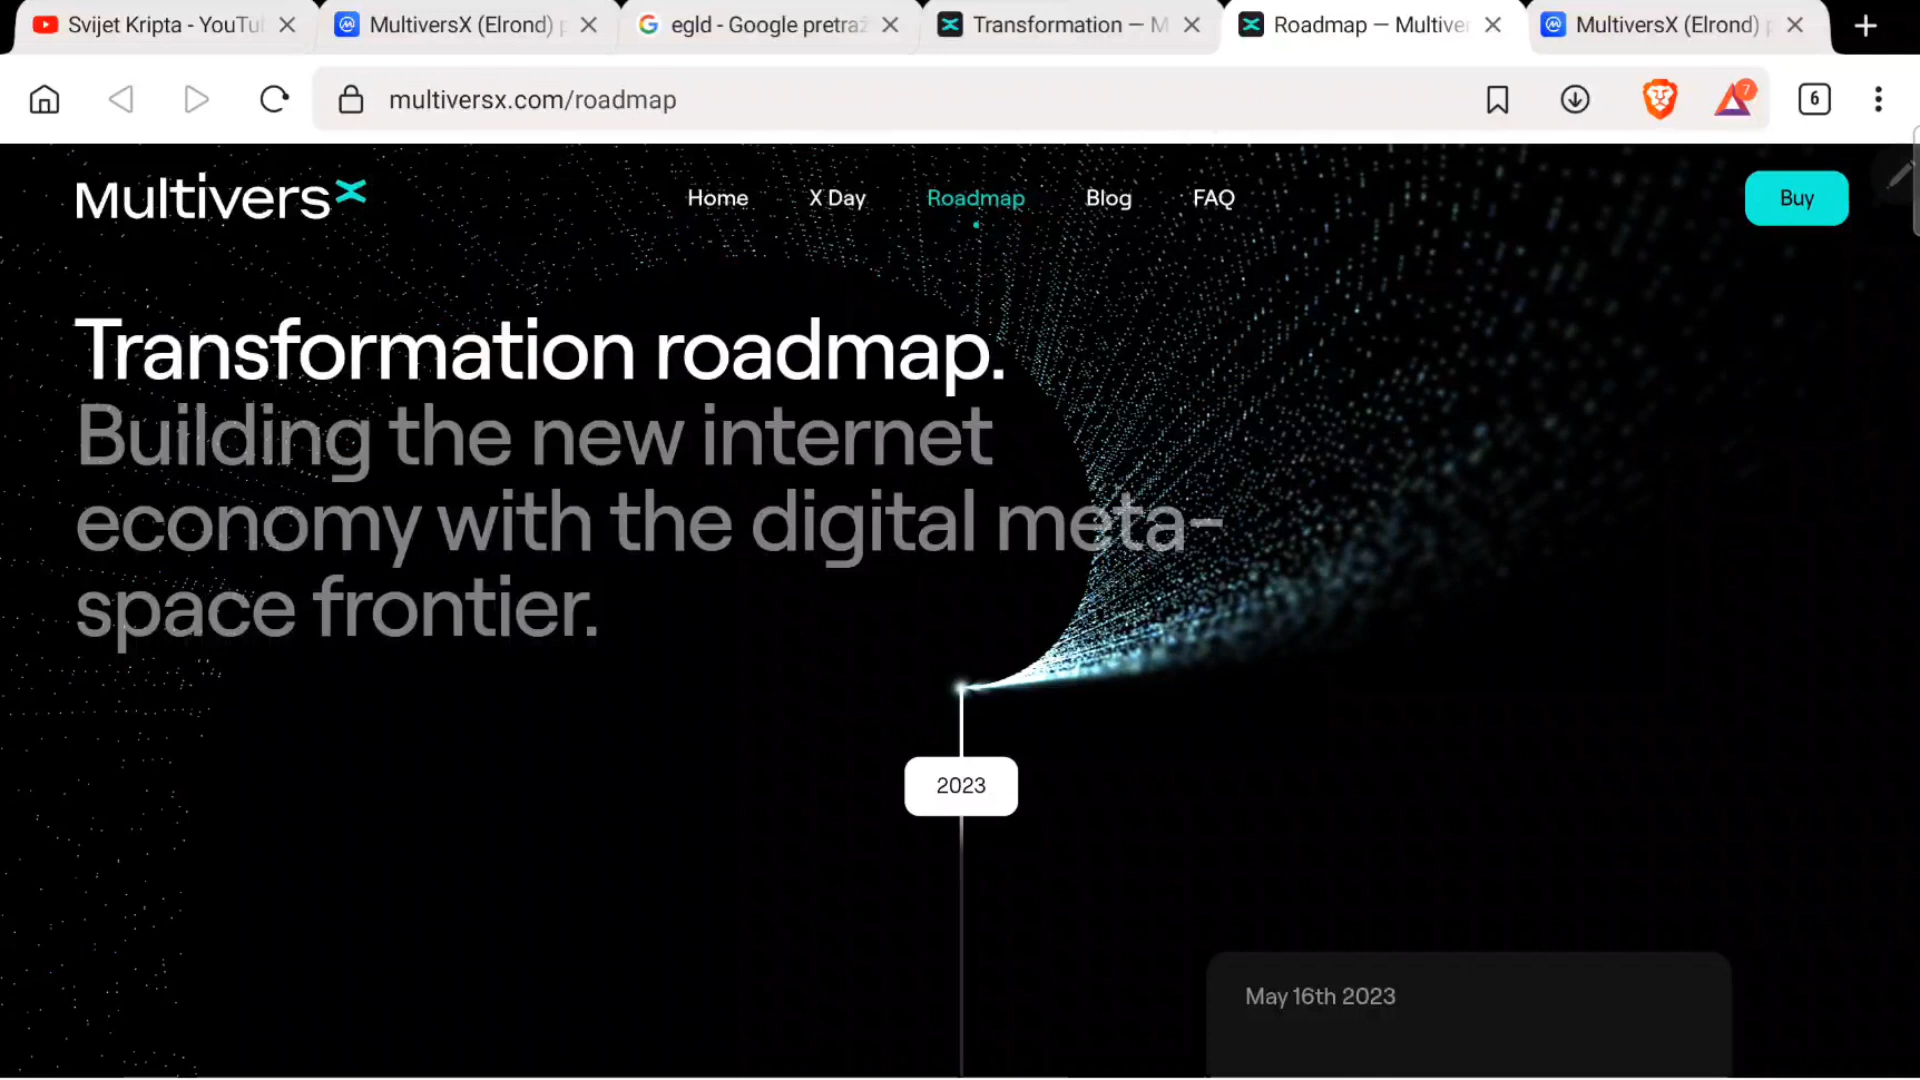 Svijet Kripta - YouTu
MultiversX (Elrond) p
egld - Google pretraž
Transformation — M
Roadmap — Multiver
MultiversX (Elrond) p
multiversx.com/roadmap
7
6
MultiversX
Home
X Day
Roadmap
Blog
FAQ
Buy
Transformation roadmap.
Building the new internet
economy with the digital meta-
space frontier.
2023
May 16th 2023